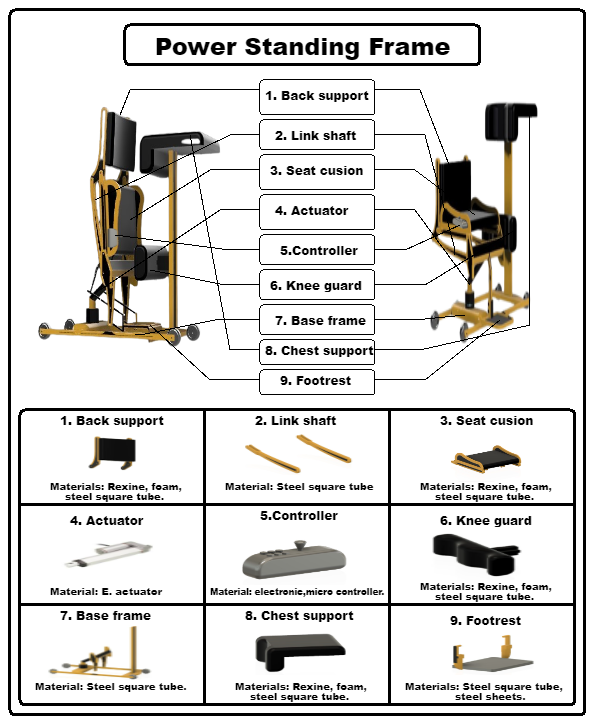 Power Standing Frame
1. Back support
2. Link shaft
3. Seat cusion
4. Actuator
5.Controller
6. Knee guard
7. Base frame
8. Chest support
9. Footrest
1. Back support
Materials: Rexine, foam,
steel square tube.
2. Link shaft
Material: Steel square tube
3. Seat cusion
Materials: Rexine, foam,
steel square tube.
4. Actuator
Material: E. actuator
5.Controller
Material: electronic,micro controller.
6. Knee guard
Materials: Rexine, foam,
steel square tube.
7. Base frame
Material: Steel square tube.
8. Chest support
Materials: Rexine, foam,
steel square tube.
9. Footrest
Materials: Steel square tube,
steel sheets.